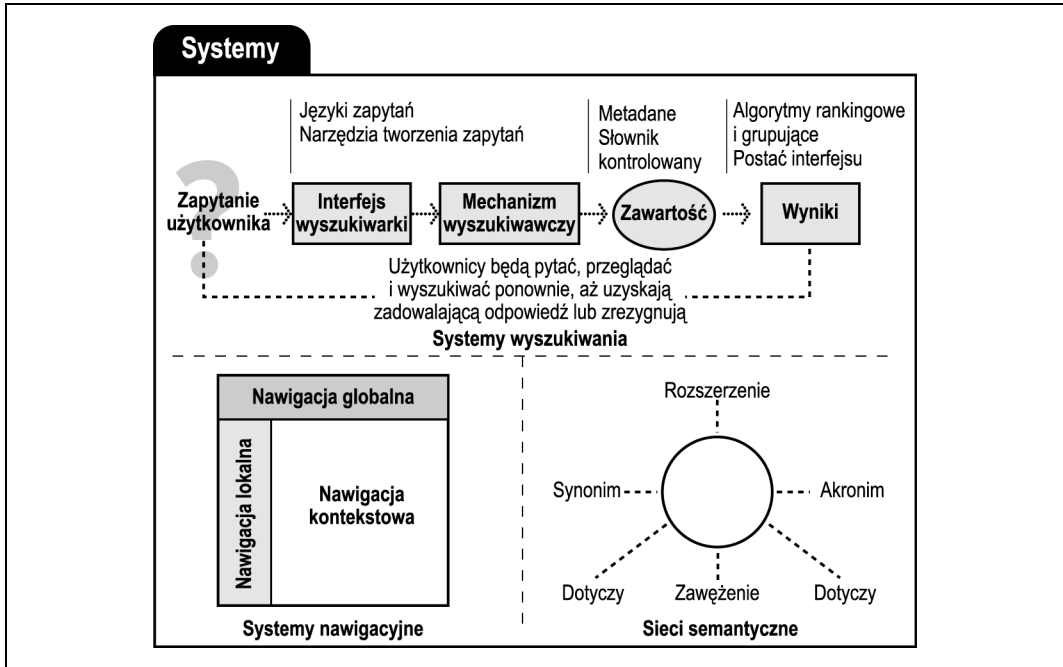 Systemy
Języki zapytań
Narzędzia tworzenia zapytań
Metadane
Słownik
kontrolowany
Algorytmy rankingowe
i grupujące
Postać interfejsu
?
Zapytanie
użytkownika
Interfejs
wyszukiwarki
Mechanizm
wyszukiwawczy
Zawartość
Wyniki
Użytkownicy będą pytać, przeglądać
i wyszukiwać ponownie, aż uzyskają
zadowalającą odpowiedź lub zrezygnują
Systemy wyszukiwania
Nawigacja globalna
Nawigacja lokalna
Nawigacja
kontekstowa
Systemy nawigacyjne
Rozszerzenie
Synonim
Akronim
Dotyczy
Zawężenie
Dotyczy
Sieci semantyczne